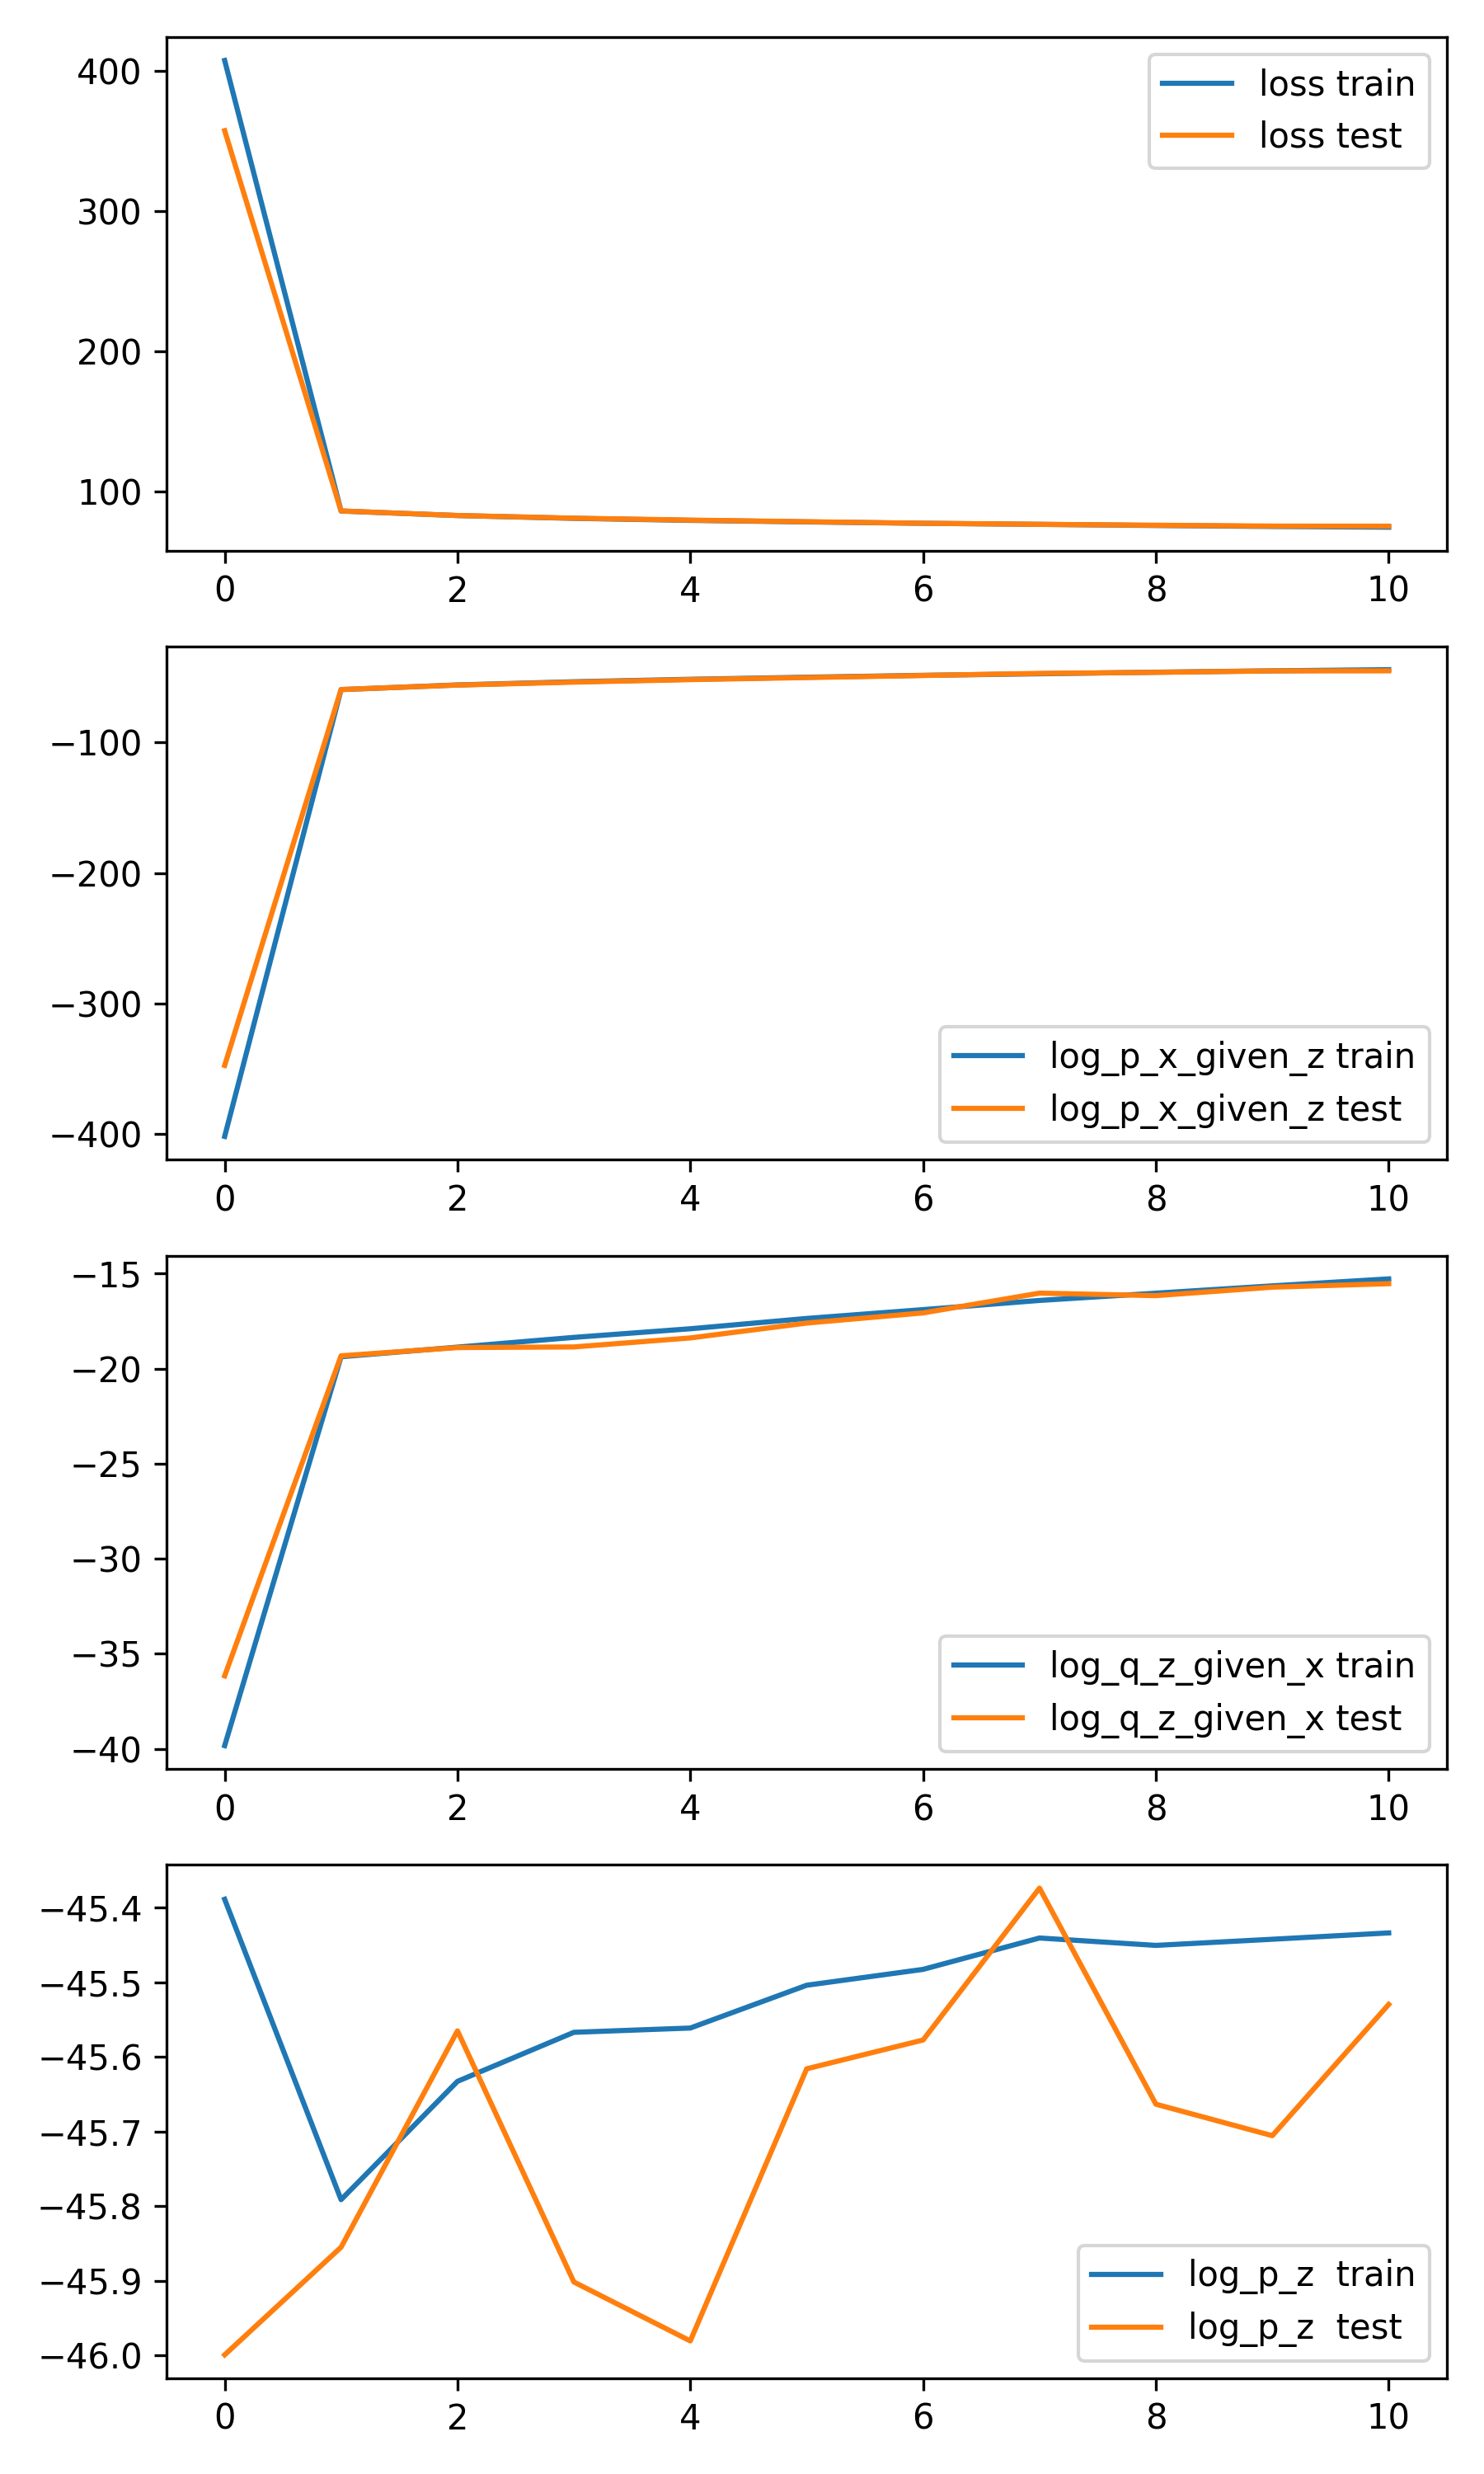 400
300
200
100
0 2 4 6 8 10
loss train
loss test
−100
−200
−300
−400
0 2 4 6 8 10
log_p_x_given_z train
log_p_x_given_z test
−15
−20
−25
−30
−35
−40
0 2 4 6 8 10
log_q_z_given_x train
log_q_z_given_x test
−45.4
−45.5
−45.6
−45.7
−45.8
−45.9
−46.0
0 2 4 6 8 10
log_p_z  train
log_p_z  test